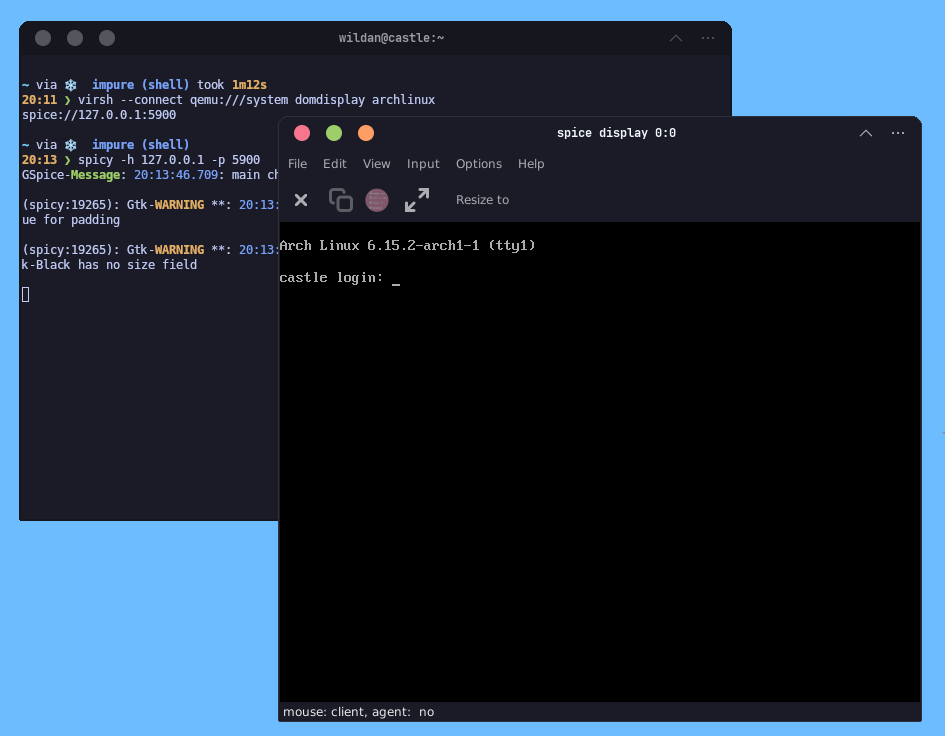 wildan@castle:~
~ via ❄ impure (shell) took 1m12s
20:11 ❯ virsh --connect qemu:///system domdisplay archlinux
spice://127.0.0.1:5900
~ via ❄ impure (shell)
20:13 ❯ spicy -h 127.0.0.1 -p 5900
GSpice-Message: 20:13:46.709: main ch
(spicy:19265): Gtk-WARNING **: 20:13:
ue for padding
(spicy:19265): Gtk-WARNING **: 20:13:
k-Black has no size field
spice display 0:0
File Edit View Input Options Help
Resize to
Arch Linux 6.15.2-arch1-1 (tty1)
castle login: _
mouse: client, agent: no